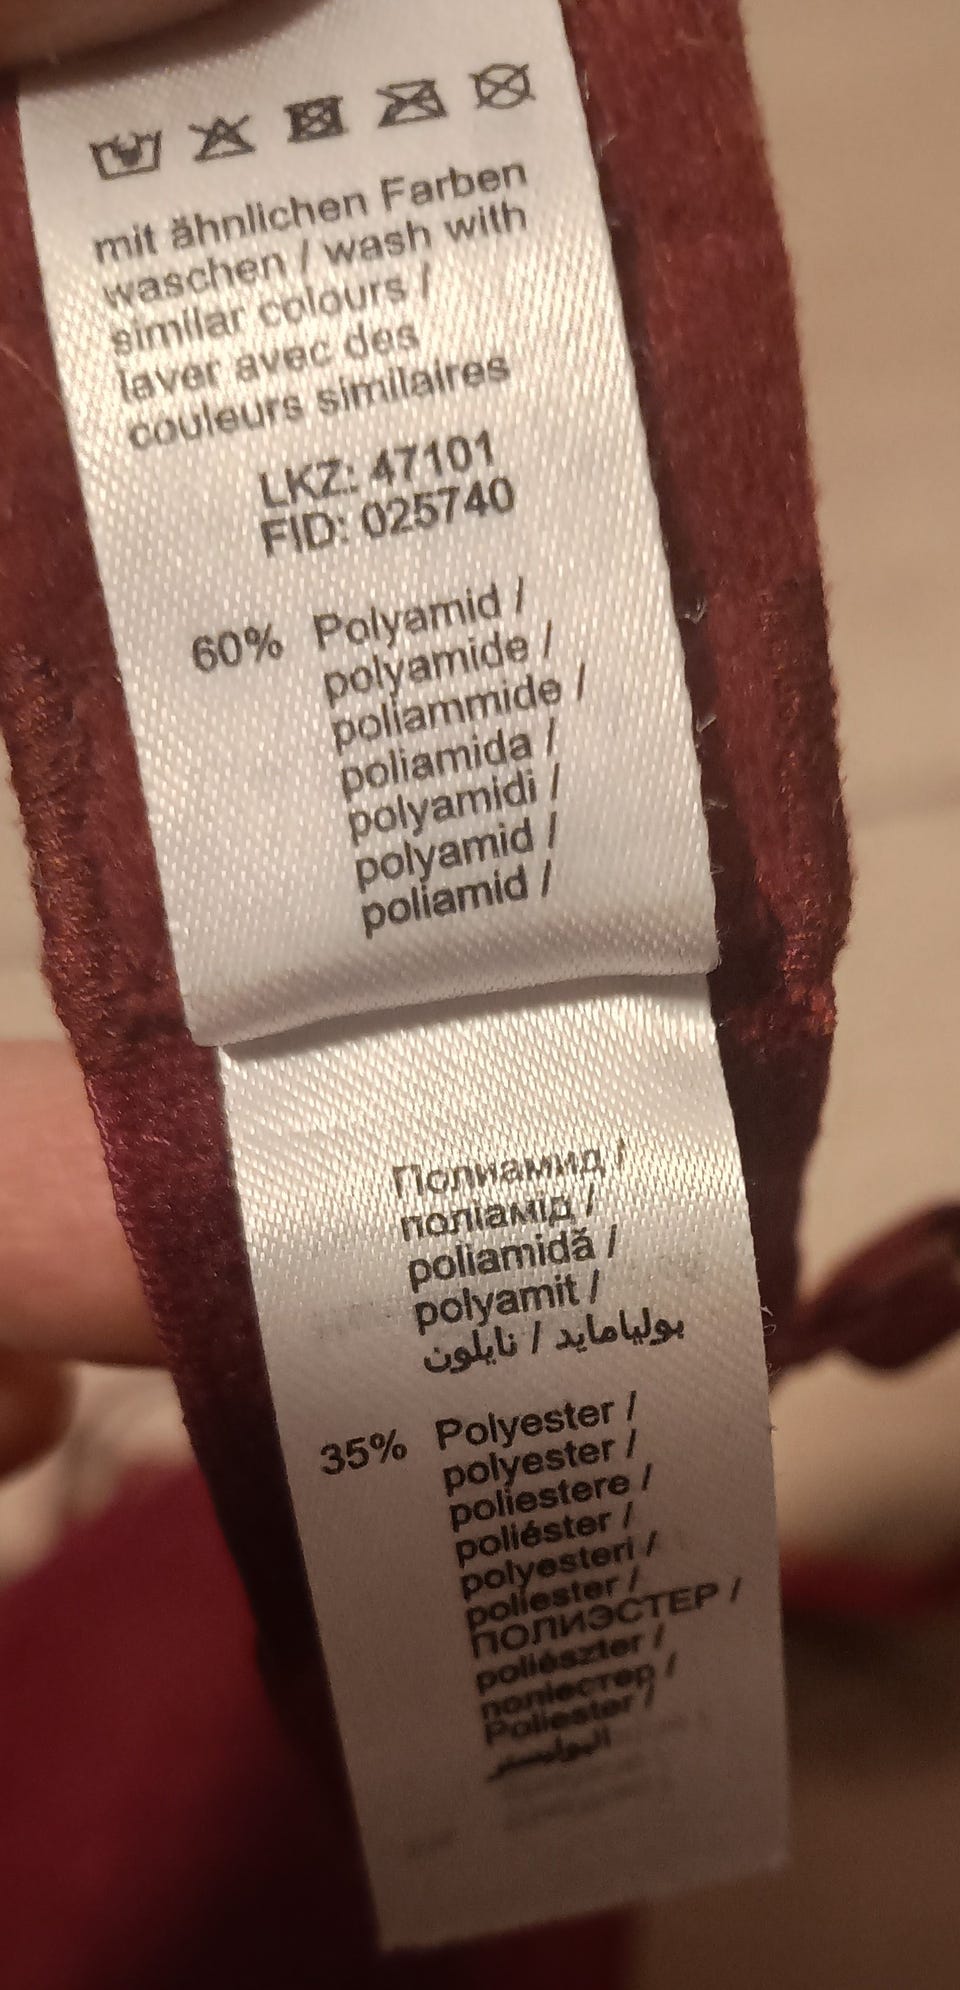 mit ähnlichen Farben
waschen / wash with
similar colours /
laver avec des
couleurs similaires
LKZ: 47101
FID: 025740
60% Polyamid /
polyamide /
poliammide /
poliamida /
polyamidi /
polyamid /
poliamid /
Полиамид /
поліамід /
poliamidă /
polyamit /
بوليامايد / نايلون
35% Polyester /
polyester /
poliestere /
poliéster /
polyesteri /
poliester /
ПОЛИЭСТЕР /
poliészter /
поліестер /
Poliester /
البوليستر